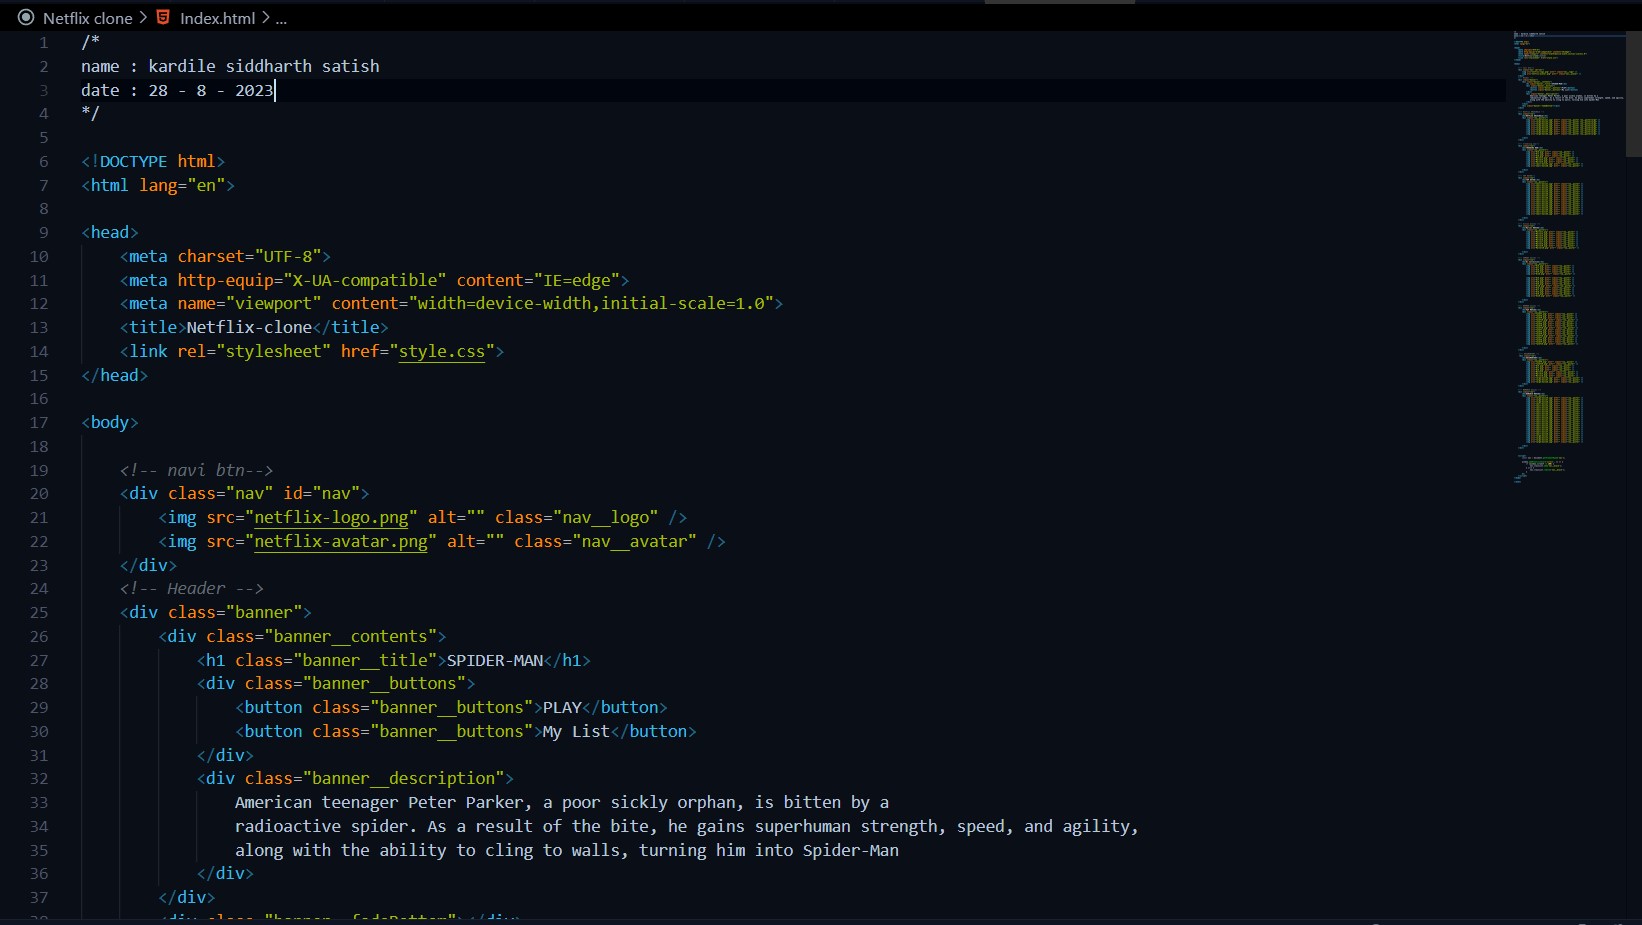 Netflix clone > Index.html > ...
1 /*
2 name : kardile siddharth satish
3 date : 28 - 8 - 2023
4 */
5
6 <!DOCTYPE html>
7 <html lang="en">
8
9 <head>
10 <meta charset="UTF-8">
11 <meta http-equip="X-UA-compatible" content="IE=edge">
12 <meta name="viewport" content="width=device-width,initial-scale=1.0">
13 <title>Netflix-clone</title>
14 <link rel="stylesheet" href="style.css">
15 </head>
16
17 <body>
18
19 <!-- navi btn-->
20 <div class="nav" id="nav">
21 <img src="netflix-logo.png" alt="" class="nav__logo" />
22 <img src="netflix-avatar.png" alt="" class="nav__avatar" />
23 </div>
24 <!-- Header -->
25 <div class="banner">
26 <div class="banner__contents">
27 <h1 class="banner__title">SPIDER-MAN</h1>
28 <div class="banner__buttons">
29 <button class="banner__buttons">PLAY</button>
30 <button class="banner__buttons">My List</button>
31 </div>
32 <div class="banner__description">
33 American teenager Peter Parker, a poor sickly orphan, is bitten by a
34 radioactive spider. As a result of the bite, he gains superhuman strength, speed, and agility,
35 along with the ability to cling to walls, turning him into Spider-Man
36 </div>
37 </div>
38 <div class="banner__fadeBottom"></div>